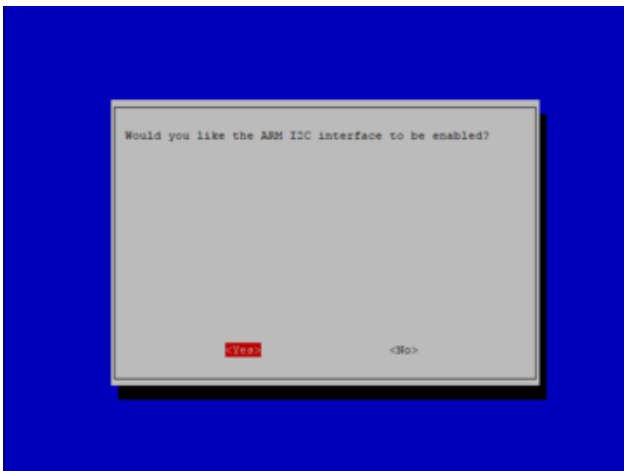 Would you like the ARM I2C interface to be enabled?
<Yes> <No>